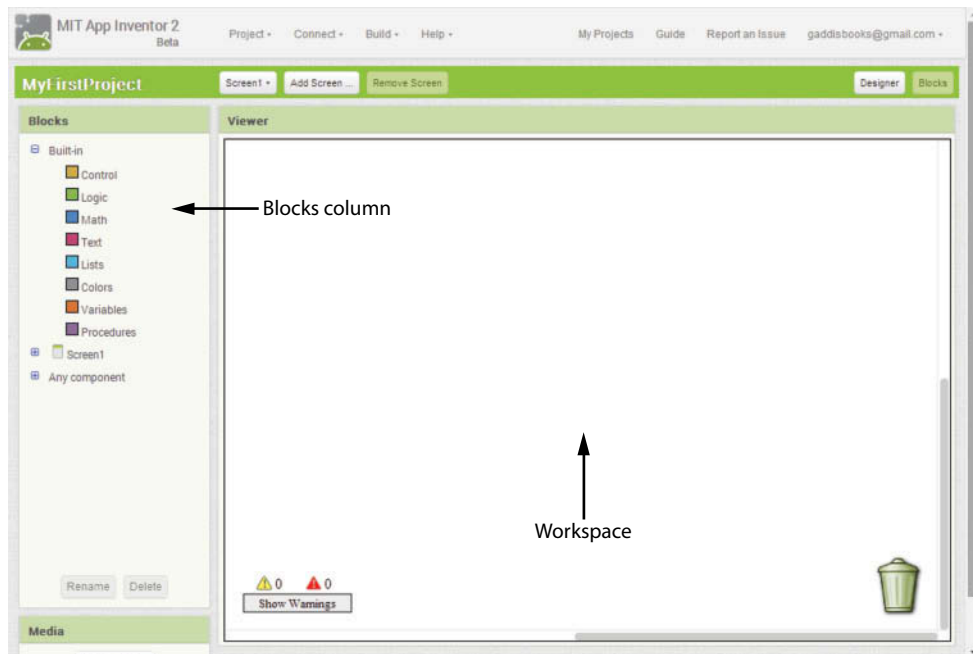 MIT App Inventor 2
Beta
Project
Connect
Build
Help
My Projects
Guide
Report an Issue
gaddisbooks@gmail.com
MyFirstProject
Screen1
Add Screen ...
Remove Screen
Designer
Blocks
Blocks
Viewer
Built-in
Control
Logic
Math
Text
Lists
Colors
Variables
Procedures
Screen1
Any component
Blocks column
Workspace
Rename
Delete
0
0
Show Warnings
Media